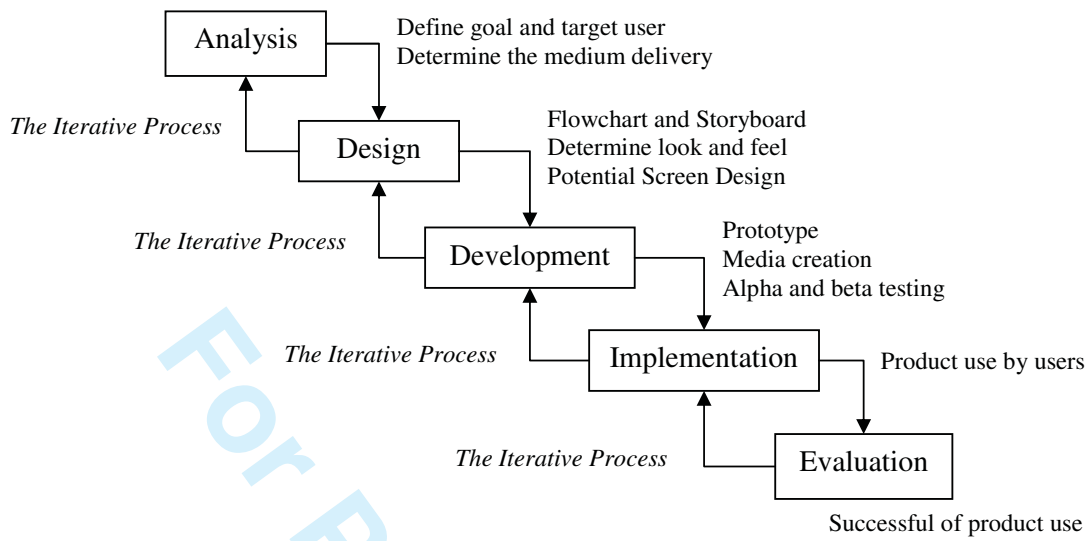 Analysis
Define goal and target user
Determine the medium delivery
The Iterative Process
Design
Flowchart and Storyboard
Determine look and feel
Potential Screen Design
The Iterative Process
Development
Prototype
Media creation
Alpha and beta testing
The Iterative Process
Implementation
Product use by users
The Iterative Process
Evaluation
Successful of product use
For